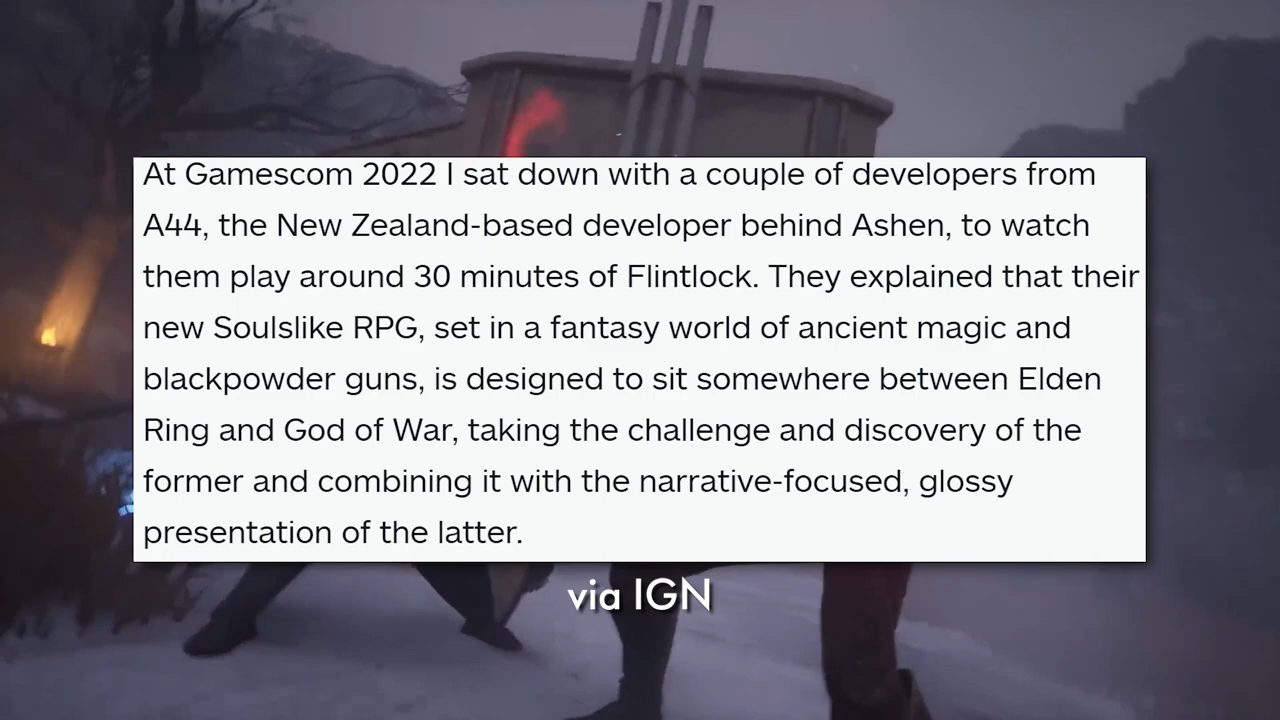 At Gamescom 2022 I sat down with a couple of developers from
A44, the New Zealand-based developer behind Ashen, to watch
them play around 30 minutes of Flintlock. They explained that their
new Soulslike RPG, set in a fantasy world of ancient magic and
blackpowder guns, is designed to sit somewhere between Elden
Ring and God of War, taking the challenge and discovery of the
former and combining it with the narrative-focused, glossy
presentation of the latter.
via IGN